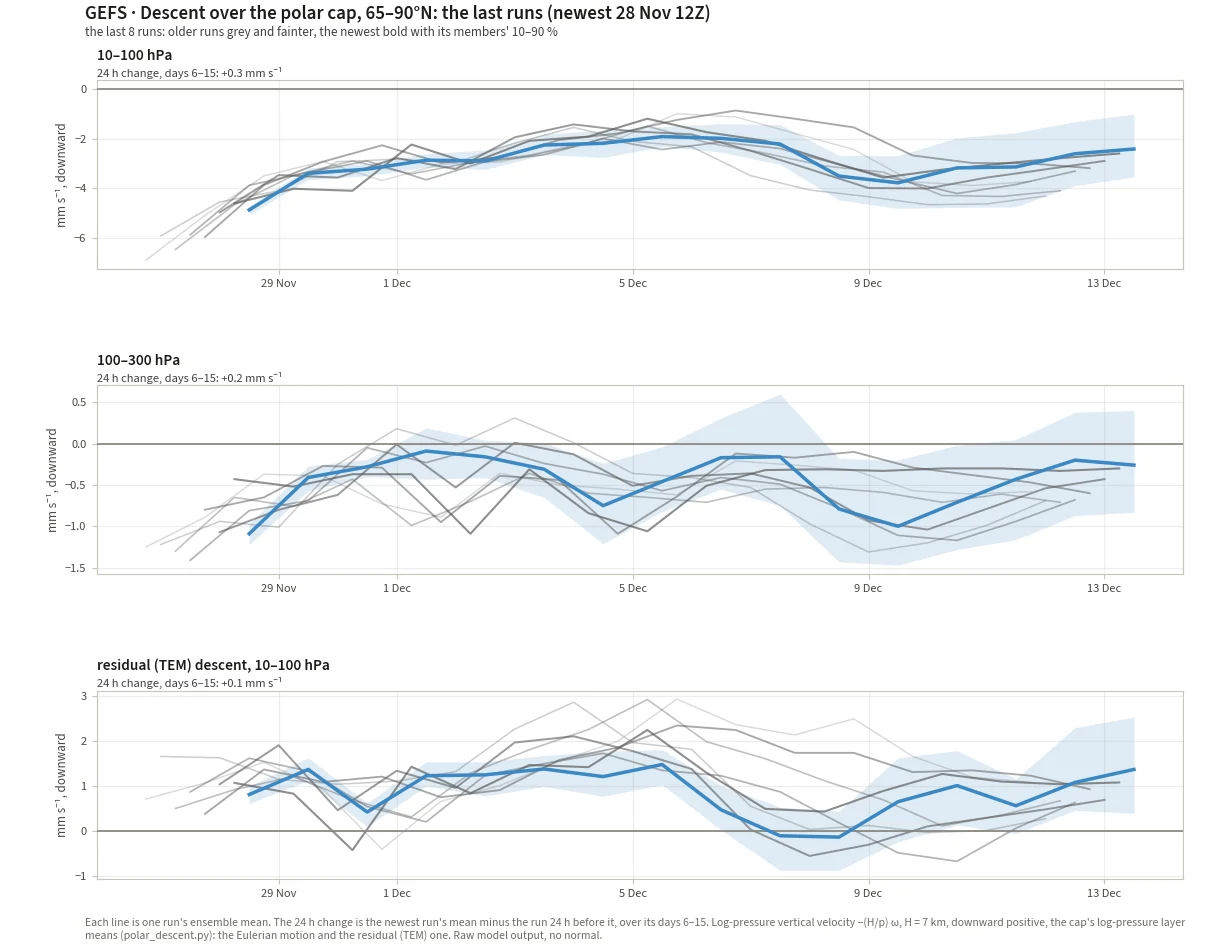 GEFS · Descent over the polar cap, 65–90°N: the last runs (newest 28 Nov 12Z)
the last 8 runs: older runs grey and fainter, the newest bold with its members' 10–90 %
10–100 hPa
24 h change, days 6–15: +0.3 mm s⁻¹
0
−2
−4
−6
mm s⁻¹, downward
29 Nov
1 Dec
5 Dec
9 Dec
13 Dec
100–300 hPa
24 h change, days 6–15: +0.2 mm s⁻¹
0.5
0.0
−0.5
−1.0
−1.5
mm s⁻¹, downward
29 Nov
1 Dec
5 Dec
9 Dec
13 Dec
residual (TEM) descent, 10–100 hPa
24 h change, days 6–15: +0.1 mm s⁻¹
3
2
1
0
−1
mm s⁻¹, downward
29 Nov
1 Dec
5 Dec
9 Dec
13 Dec
Each line is one run's ensemble mean. The 24 h change is the newest run's mean minus the run 24 h before it, over its days 6–15. Log-pressure vertical velocity −(H/p) ω, H = 7 km, downward positive, the cap's log-pressure layer
means (polar_descent.py): the Eulerian motion and the residual (TEM) one. Raw model output, no normal.